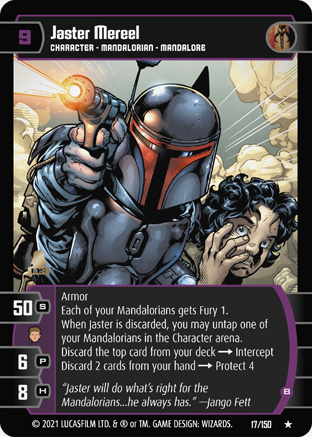 9
Jaster Mereel
CHARACTER • MANDALORIAN • MANDALORE
50 S
Armor
Each of your Mandalorians gets Fury 1.
When Jaster is discarded, you may untap one of
your Mandalorians in the Character arena.
6 P
Discard the top card from your deck → Intercept
Discard 2 cards from your hand → Protect 4
8 H
"Jaster will do what's right for the
Mandalorians...he always has." —Jango Fett
B
© 2021 LUCASFILM LTD. & ® or TM. GAME DESIGN: WIZARDS.
17/150 ★